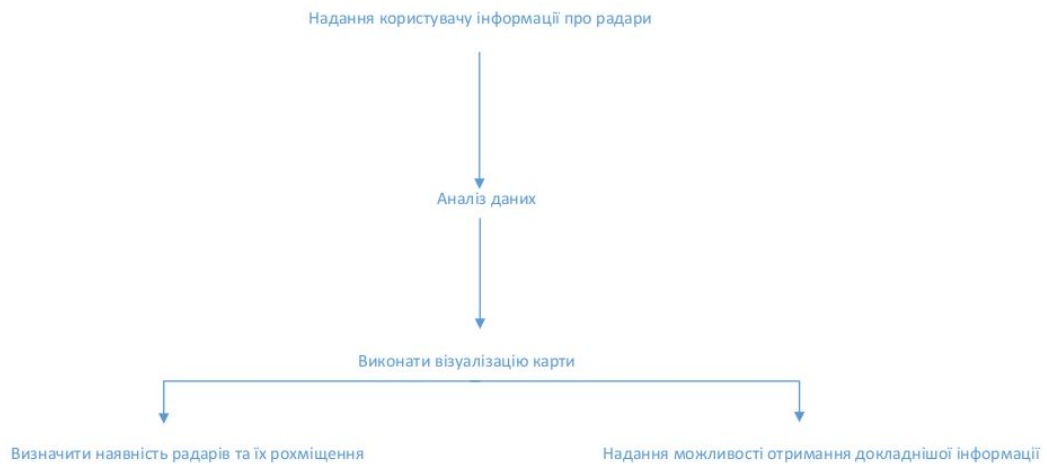 Надання користувачу інформації про радари
Аналіз даних
Виконати візуалізацію карти
Визначити наявність радарів та їх рохміщення
Надання можливості отримання докладнішої інформації